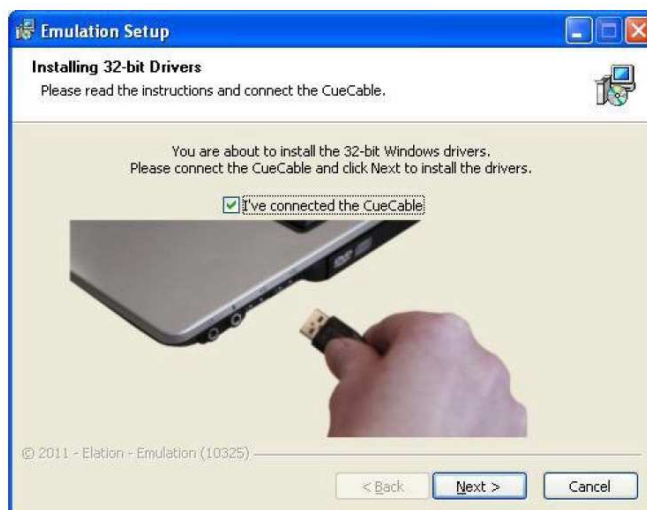 Emulation Setup
Installing 32-bit Drivers
Please read the instructions and connect the CueCable.
You are about to install the 32-bit Windows drivers.
Please connect the CueCable and click Next to install the drivers.
I've connected the CueCable
© 2011 - Elation - Emulation (10325)
< Back
Next >
Cancel